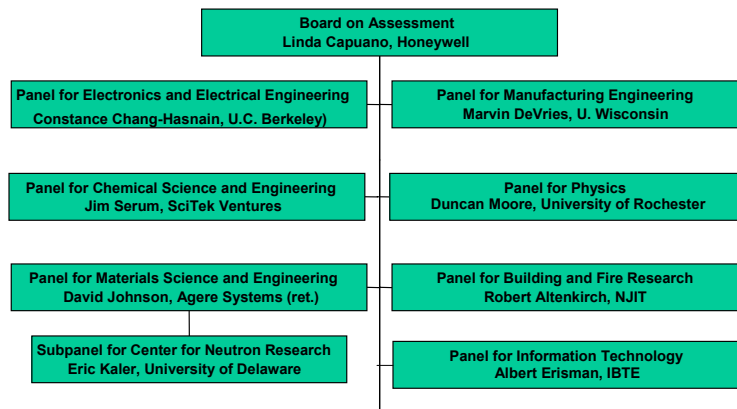 Board on Assessment
Linda Capuano, Honeywell
Panel for Electronics and Electrical Engineering
Constance Chang-Hasnain, U.C. Berkeley)
Panel for Manufacturing Engineering
Marvin DeVries, U. Wisconsin
Panel for Chemical Science and Engineering
Jim Serum, SciTek Ventures
Panel for Physics
Duncan Moore, University of Rochester
Panel for Materials Science and Engineering
David Johnson, Agere Systems (ret.)
Panel for Building and Fire Research
Robert Altenkirch, NJIT
Subpanel for Center for Neutron Research
Eric Kaler, University of Delaware
Panel for Information Technology
Albert Erisman, IBTE